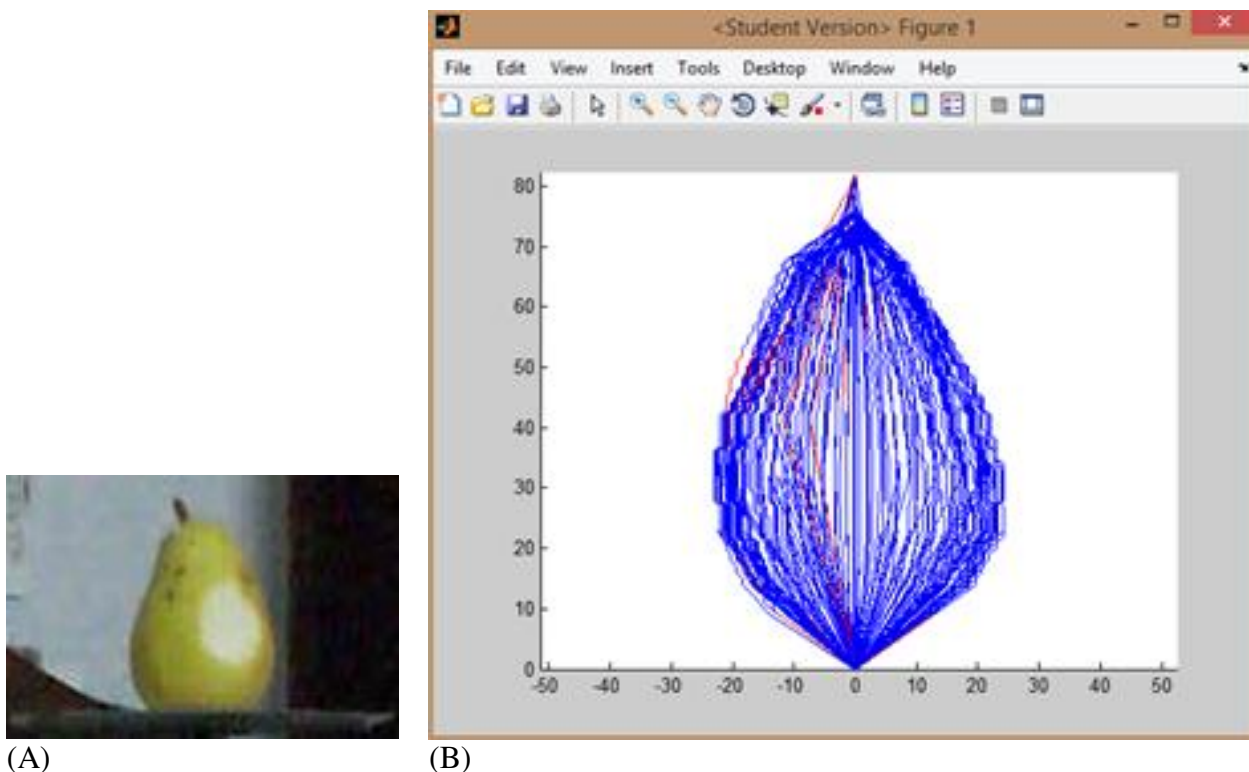 <Student Version> Figure 1
File Edit View Insert Tools Desktop Window Help
80
70
60
50
40
30
20
10
0
-50 -40 -30 -20 -10 0 10 20 30 40 50
(A) (B)